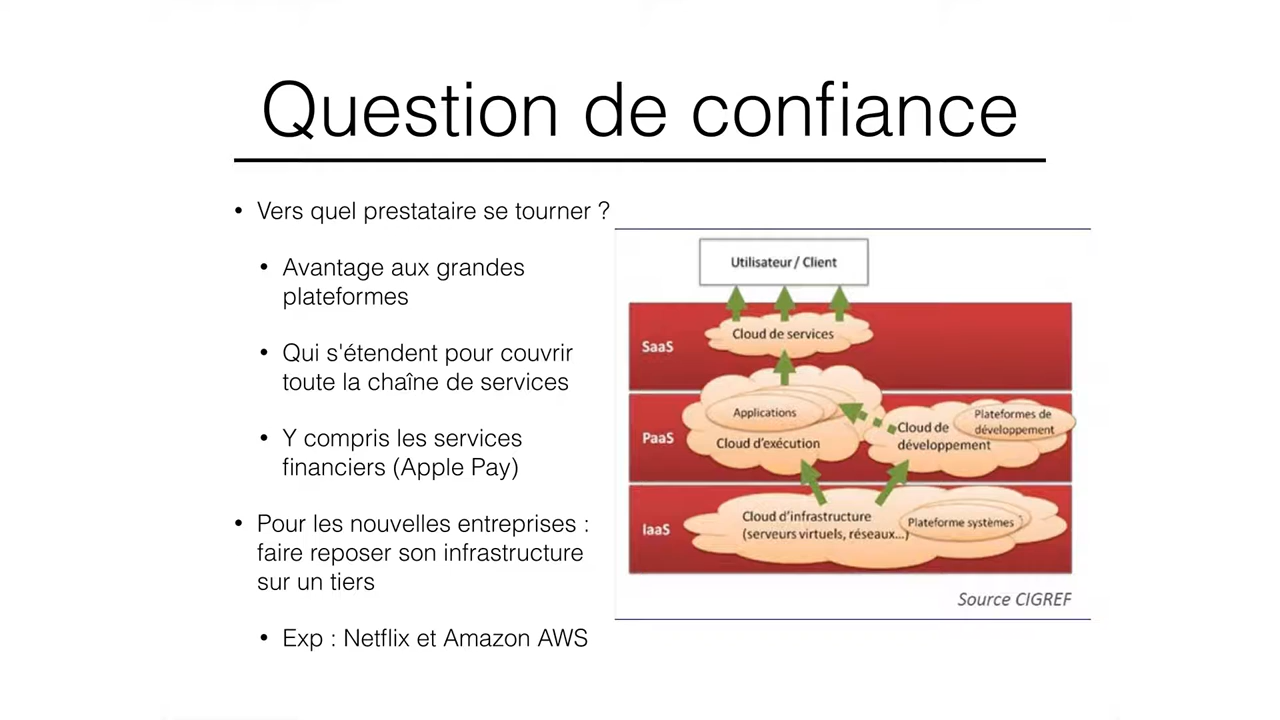 Question de confiance
• Vers quel prestataire se tourner ?
• Avantage aux grandes
plateformes
• Qui s'étendent pour couvrir
toute la chaîne de services
• Y compris les services
financiers (Apple Pay)
• Pour les nouvelles entreprises :
faire reposer son infrastructure
sur un tiers
• Exp : Netflix et Amazon AWS
Utilisateur / Client
SaaS
Cloud de services
PaaS
Applications
Cloud d'exécution
Cloud de
développement
Plateformes de
développement
IaaS
Cloud d'infrastructure
(serveurs virtuels, réseaux...)
Plateforme systèmes
Source CIGREF